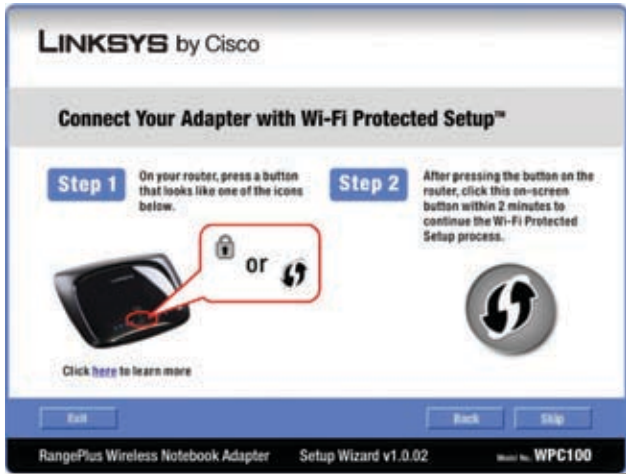 LINKSYS by Cisco
Connect Your Adapter with Wi-Fi Protected Setup™
Step 1
On your router, press a button
that looks like one of the icons
below.
or
Click here to learn more
Step 2
After pressing the button on the
router, click this on-screen
button within 2 minutes to
continue the Wi-Fi Protected
Setup process.
Exit
Back
Skip
RangePlus Wireless Notebook Adapter
Setup Wizard v1.0.02
Model No. WPC100